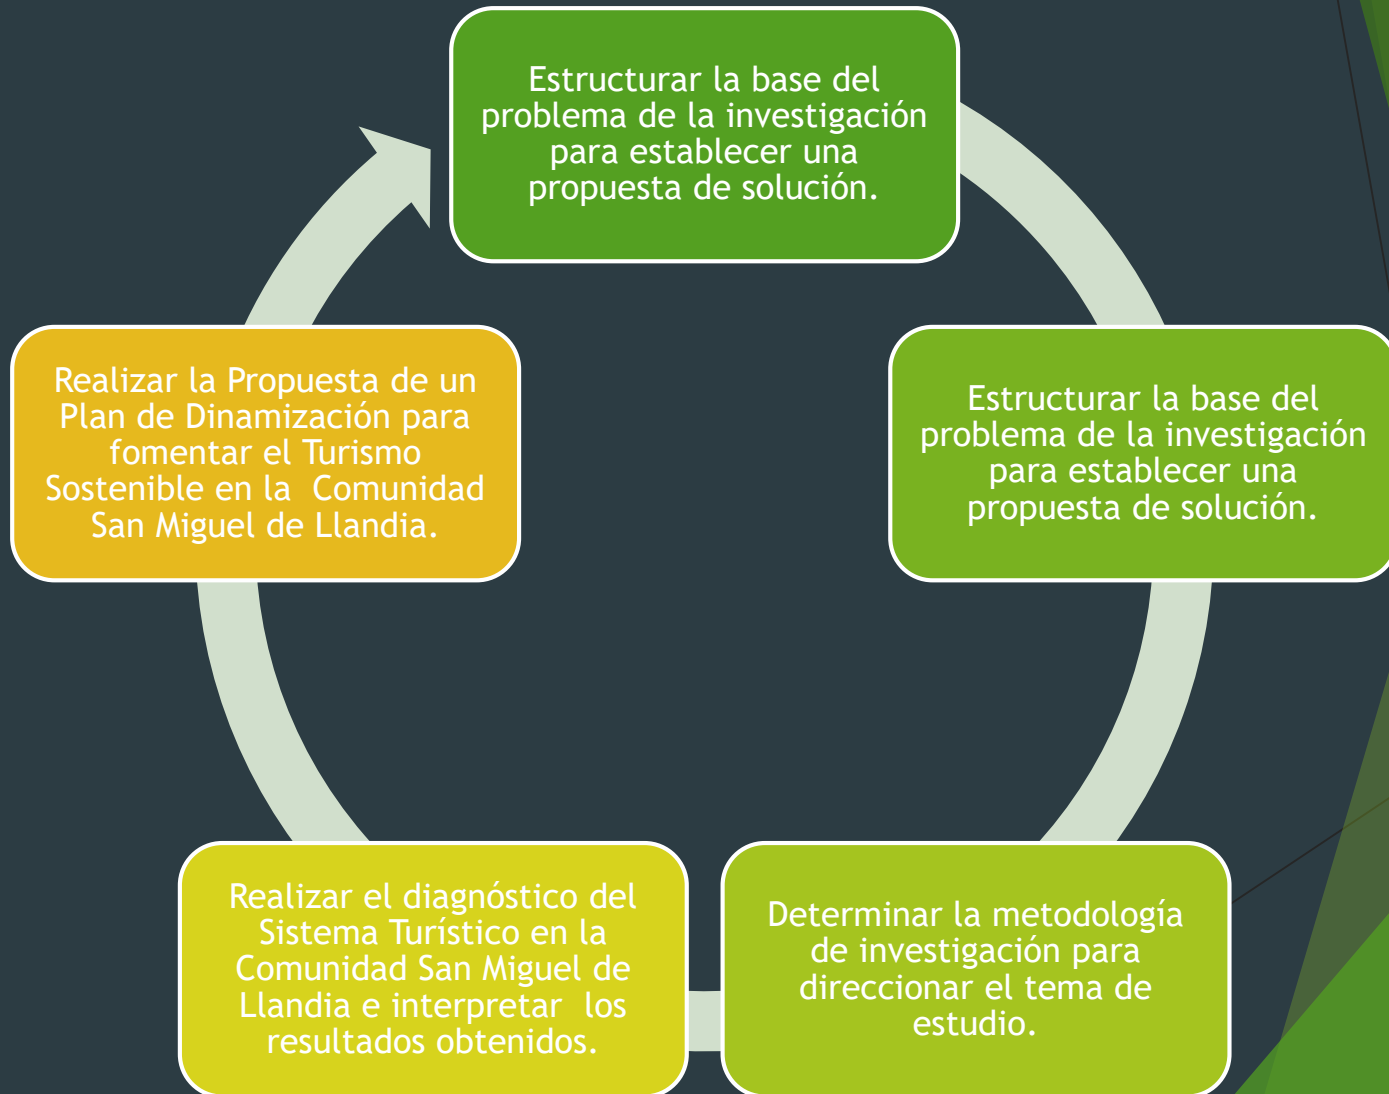 Estructurar la base del
problema de la investigación
para establecer una
propuesta de solución.
Estructurar la base del
problema de la investigación
para establecer una
propuesta de solución.
Determinar la metodología
de investigación para
direccionar el tema de
estudio.
Realizar el diagnóstico del
Sistema Turístico en la
Comunidad San Miguel de
Llandia e interpretar  los
resultados obtenidos.
Realizar la Propuesta de un
Plan de Dinamización para
fomentar el Turismo
Sostenible en la  Comunidad
San Miguel de Llandia.